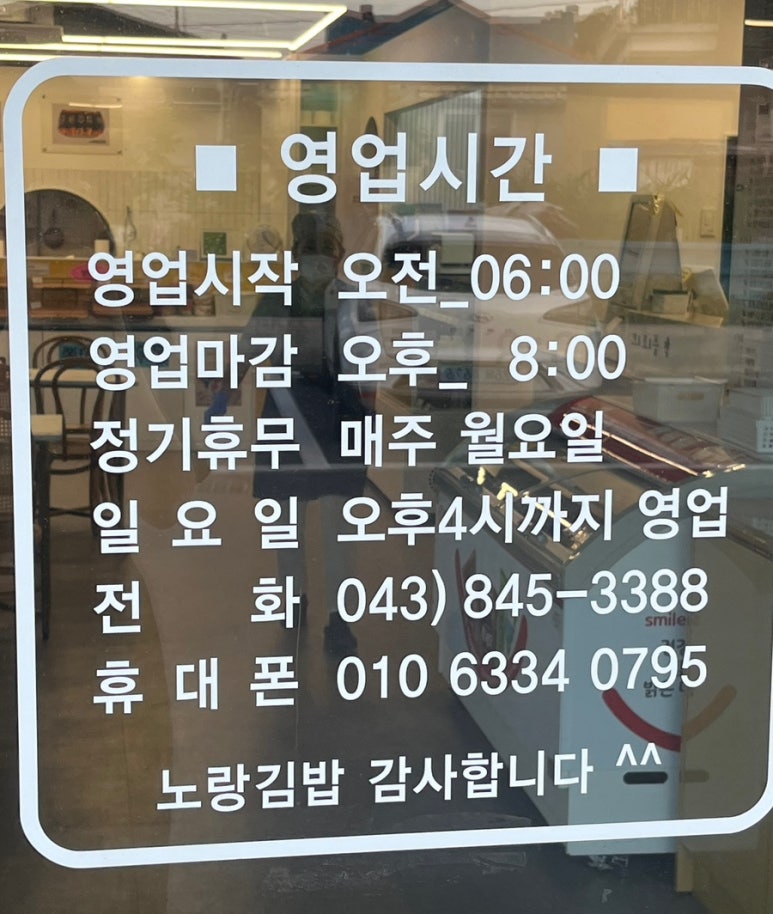 ■ 영업시간 ■
영업시작 오전_06:00
영업마감 오후_ 8:00
정기휴무 매주 월요일
일 요 일 오후4시까지 영업
전 화 043) 845-3388
휴 대 폰 010 6334 0795
노랑김밥 감사합니다 ^^
smile